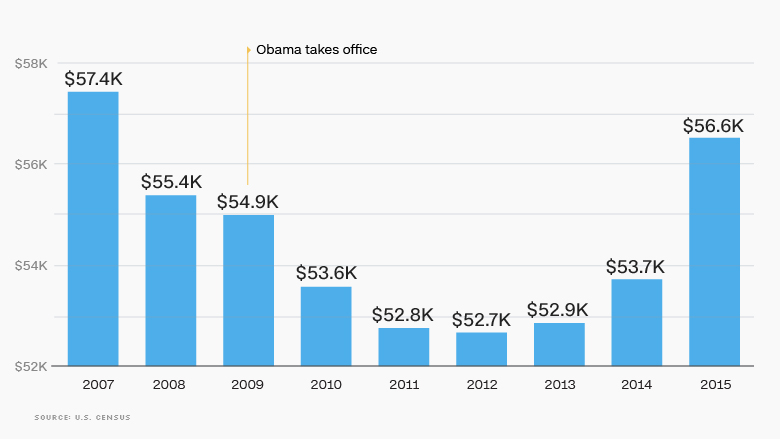 Obama takes office
$58K
$57.4K
$56.6K
$56K
$55.4K
$54.9K
$54K
$53.6K
$53.7K
$52.8K
$52.7K
$52.9K
$52K
2007 2008 2009 2010 2011 2012 2013 2014 2015
SOURCE: U.S. CENSUS